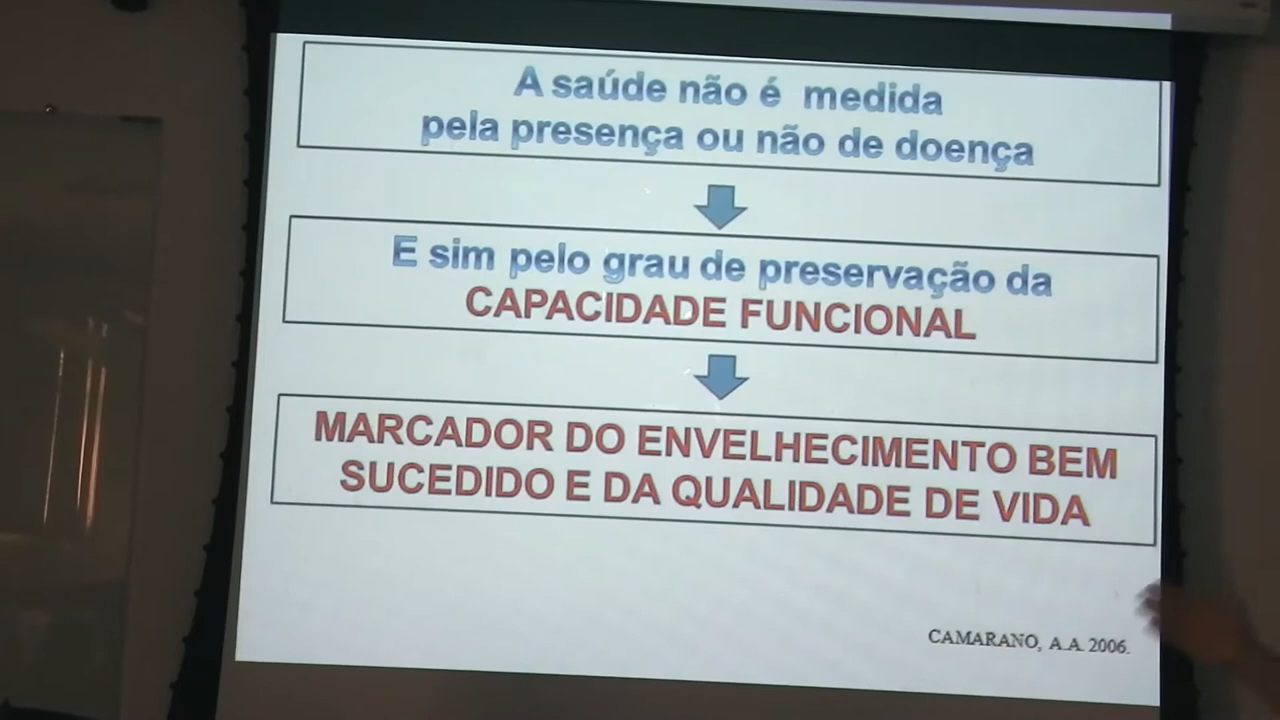 A saúde não é medida
pela presença ou não de doença
E sim pelo grau de preservação da
CAPACIDADE FUNCIONAL
MARCADOR DO ENVELHECIMENTO BEM
SUCEDIDO E DA QUALIDADE DE VIDA
CAMARANO, A.A. 2006.